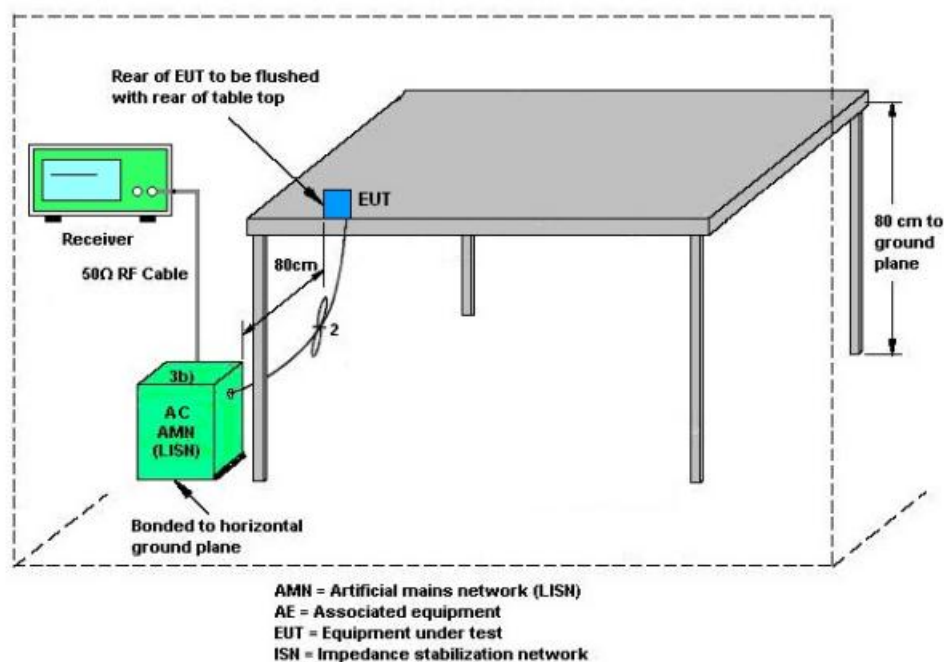 Rear of EUT to be flushed
with rear of table top
EUT
Receiver
50Ω RF Cable
80cm
2
80 cm to
ground
plane
3b)
AC
AMN
(LISN)
Bonded to horizontal
ground plane
AMN = Artificial mains network (LISN)
AE = Associated equipment
EUT = Equipment under test
ISN = Impedance stabilization network